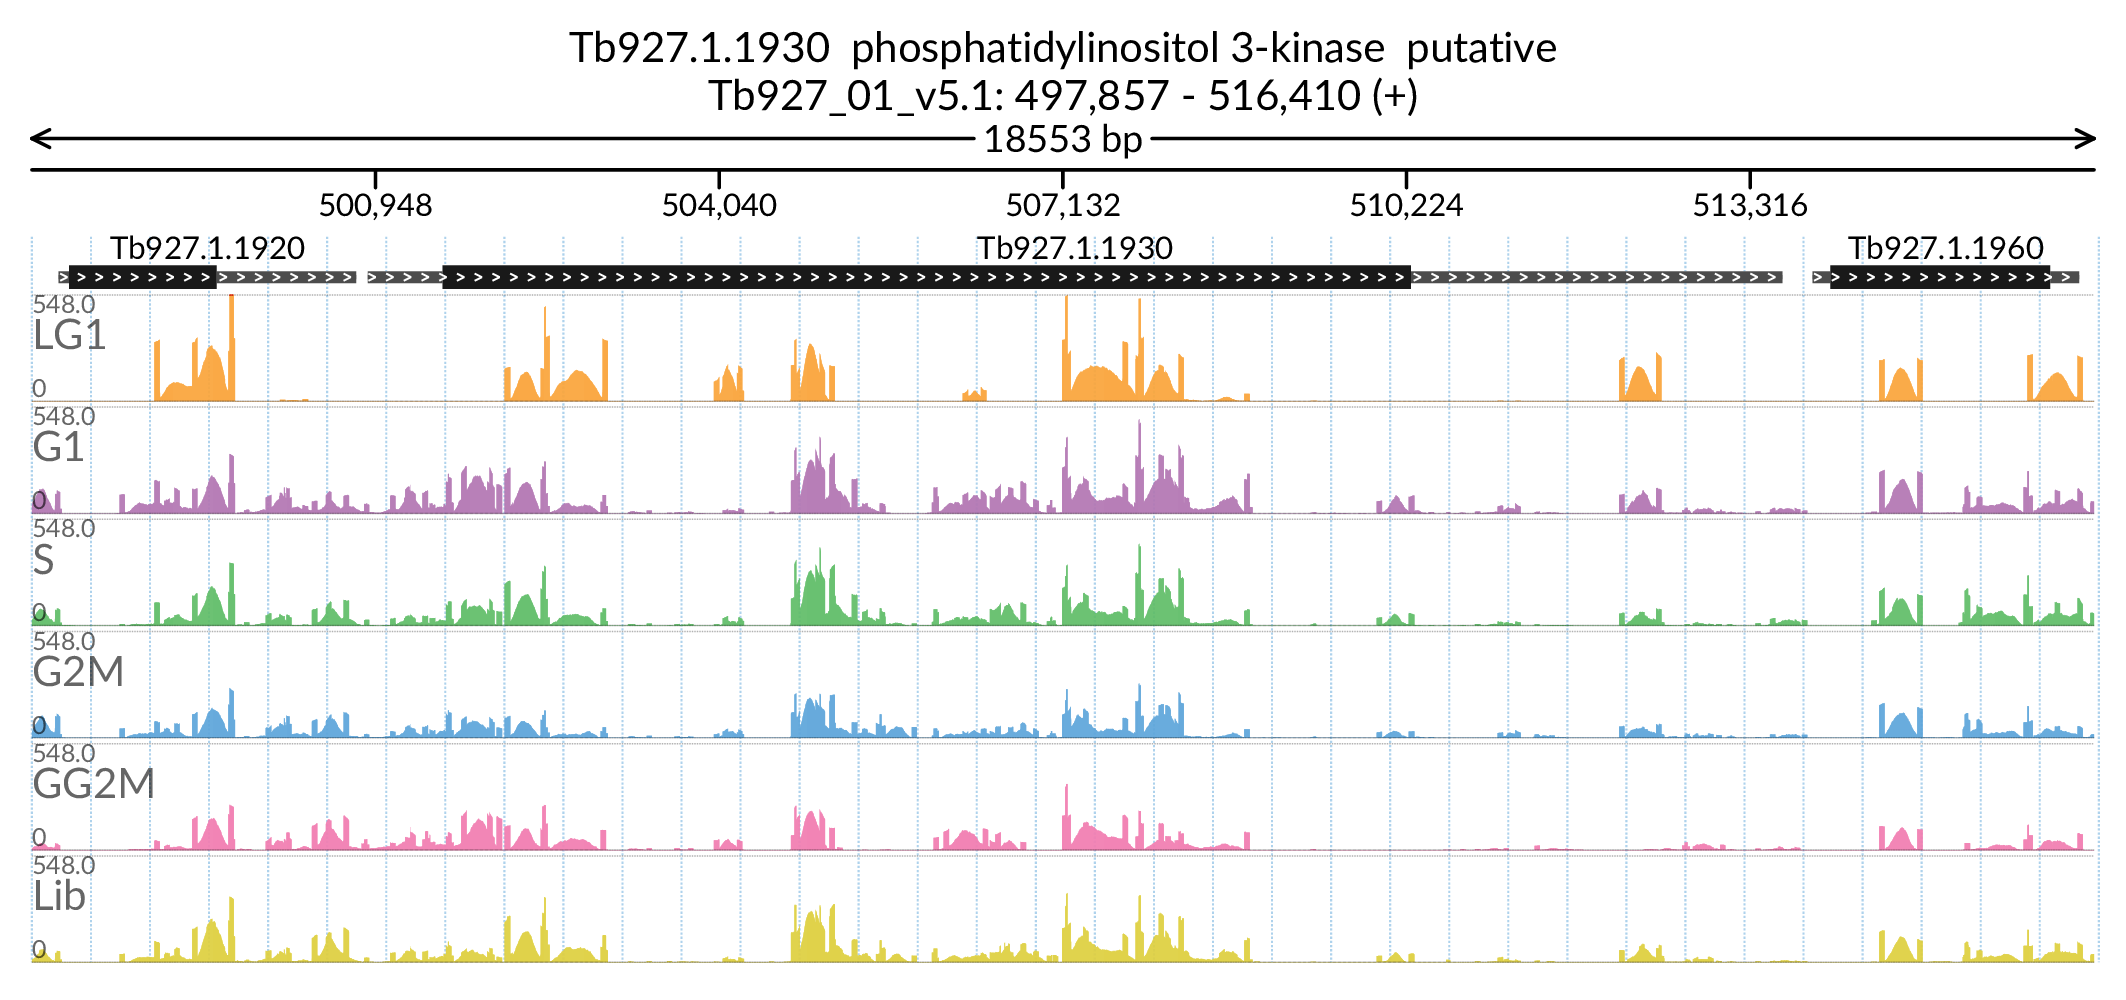 Tb927.1.1930 phosphatidylinositol 3-kinase putative
Tb927_01_v5.1: 497,857 - 516,410 (+)
18553 bp
500,948 504,040 507,132 510,224 513,316
Tb927.1.1920 Tb927.1.1930 Tb927.1.1960
548.0
LG1
0
548.0
G1
0
548.0
S
0
548.0
G2M
0
548.0
GG2M
0
548.0
Lib
0